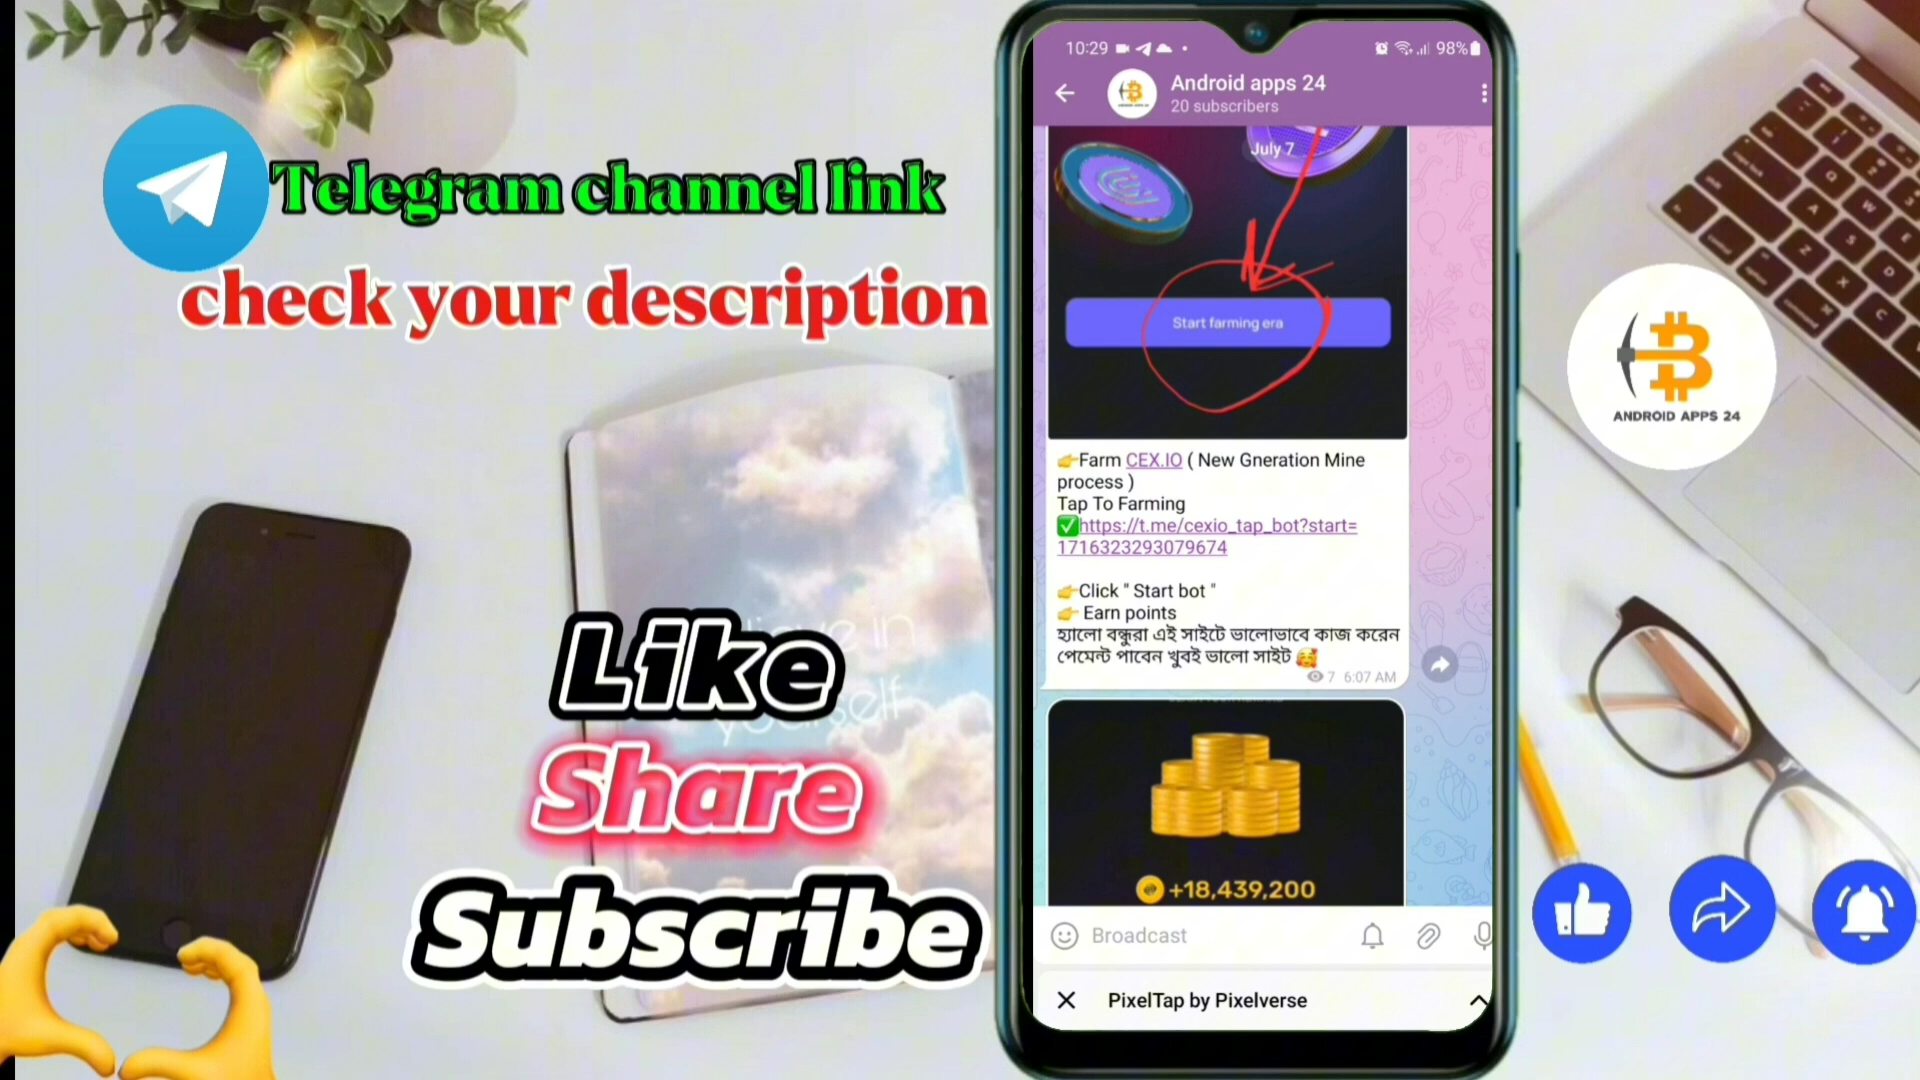 Telegram channel link
check your description
Like
Share
Subscribe
10:29
98%
Android apps 24
20 subscribers
July 7
Start farming era
👉Farm CEX.IO ( New Gneration Mine
process )
Tap To Farming
✅https://t.me/cexio_tap_bot?start=
1716323293079674
👉Click " Start bot "
👉 Earn points
হ্যালো বন্ধুরা এই সাইটে ভালোভাবে কাজ করেন
পেমেন্ট পাবেন খুবই ভালো সাইট 🥰
7 6:07 AM
+18,439,200
Broadcast
PixelTap by Pixelverse
ANDROID APPS 24